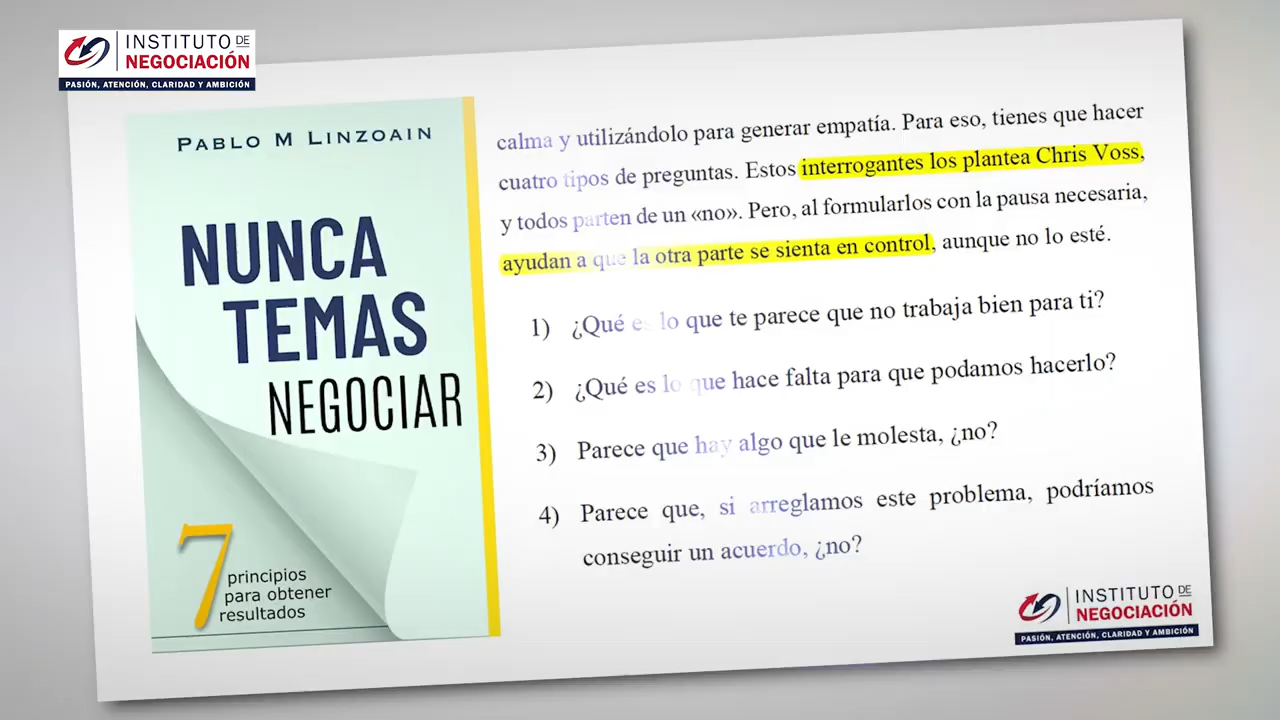 INSTITUTO DE
NEGOCIACIÓN
PASIÓN, ATENCIÓN, CLARIDAD Y AMBICIÓN
PABLO M LINZOAIN
NUNCA
TEMAS
NEGOCIAR
7
principios
para obtener
resultados
calma y utilizándolo para generar empatía. Para eso, tienes que hacer
cuatro tipos de preguntas. Estos interrogantes los plantea Chris Voss,
y todos parten de un «no». Pero, al formularlos con la pausa necesaria,
ayudan a que la otra parte se sienta en control, aunque no lo esté.
1) ¿Qué es lo que te parece que no trabaja bien para ti?
2) ¿Qué es lo que hace falta para que podamos hacerlo?
3) Parece que hay algo que le molesta, ¿no?
4) Parece que, si arreglamos este problema, podríamos
conseguir un acuerdo, ¿no?
INSTITUTO DE
NEGOCIACIÓN
PASIÓN, ATENCIÓN, CLARIDAD Y AMBICIÓN